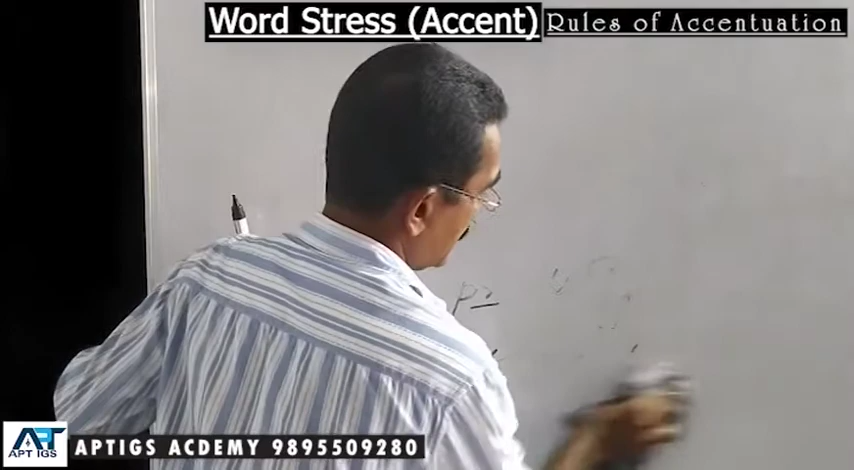 Word Stress (Accent) Rules of Accentuation
APT IGS
APTIGS ACDEMY 9895509280